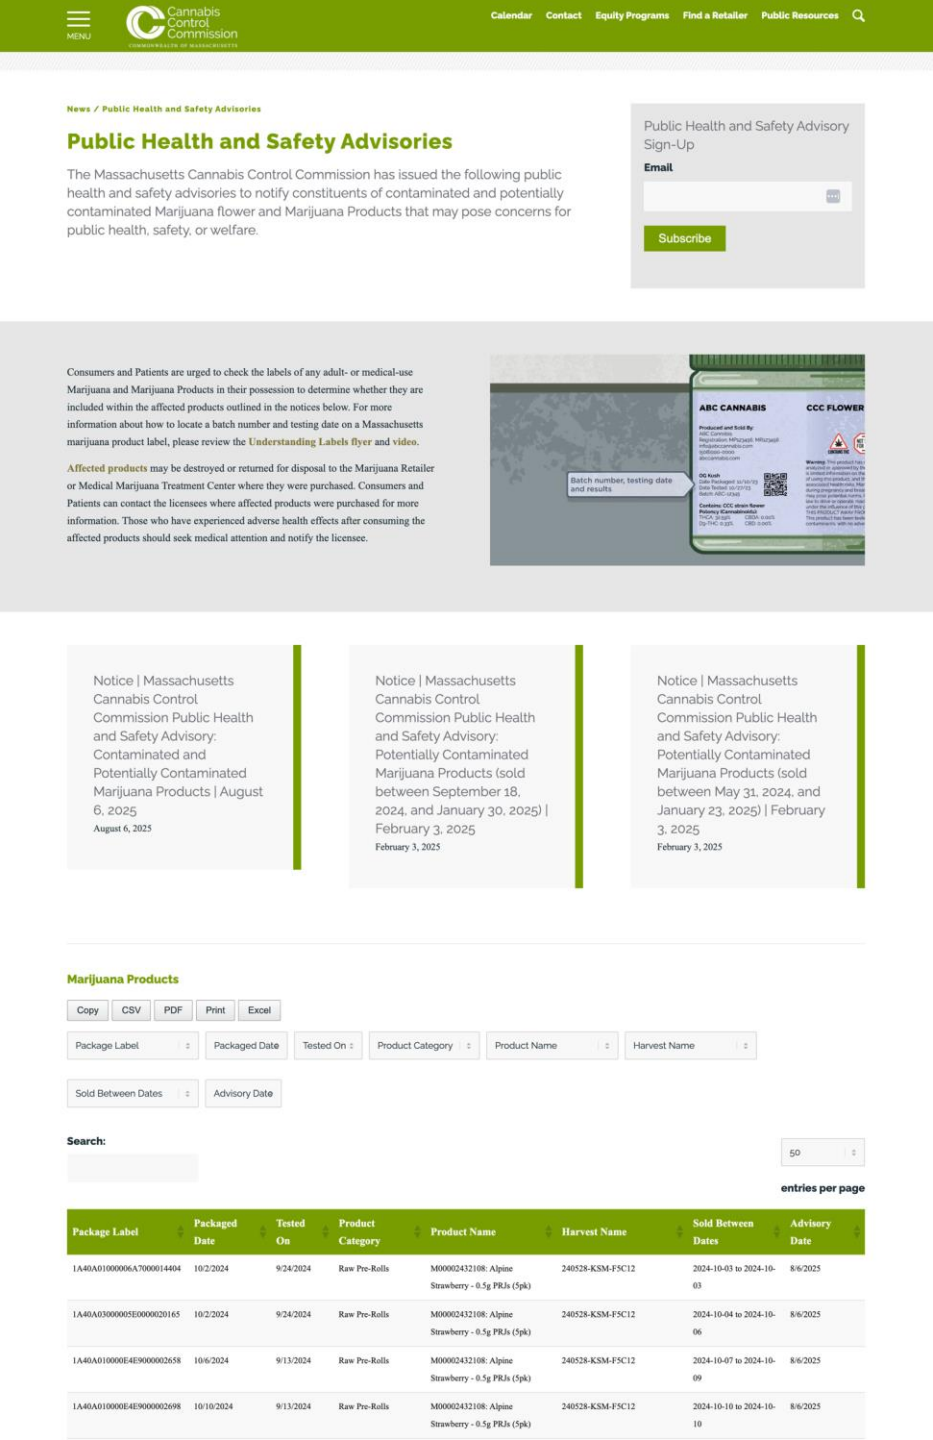 MENU
Cannabis
Control
Commission
COMMONWEALTH OF MASSACHUSETTS
Calendar Contact Equity Programs Find a Retailer Public Resources
News / Public Health and Safety Advisories
Public Health and Safety Advisories
The Massachusetts Cannabis Control Commission has issued the following public
health and safety advisories to notify constituents of contaminated and potentially
contaminated Marijuana flower and Marijuana Products that may pose concerns for
public health, safety, or welfare.
Public Health and Safety Advisory
Sign-Up
Email
Subscribe
Consumers and Patients are urged to check the labels of any adult- or medical-use
Marijuana and Marijuana Products in their possession to determine whether they are
included within the affected products outlined in the notices below. For more
information about how to locate a batch number and testing date on a Massachusetts
marijuana product label, please review the Understanding Labels flyer and video.
Affected products may be destroyed or returned for disposal to the Marijuana Retailer
or Medical Marijuana Treatment Center where they were purchased. Consumers and
Patients can contact the licensees where affected products were purchased for more
information. Those who have experienced adverse health effects after consuming the
affected products should seek medical attention and notify the licensee.
Batch number, testing date
and results
ABC CANNABIS
Produced and Sold By:
ABC Cannabis
OG Kush
Contains: CCC strain flower
Potency (Cannabinoids):
CCC FLOWER
Notice | Massachusetts
Cannabis Control
Commission Public Health
and Safety Advisory:
Contaminated and
Potentially Contaminated
Marijuana Products | August
6, 2025
August 6, 2025
Notice | Massachusetts
Cannabis Control
Commission Public Health
and Safety Advisory:
Potentially Contaminated
Marijuana Products (sold
between September 18,
2024, and January 30, 2025) |
February 3, 2025
February 3, 2025
Notice | Massachusetts
Cannabis Control
Commission Public Health
and Safety Advisory:
Potentially Contaminated
Marijuana Products (sold
between May 31, 2024, and
January 23, 2025) | February
3, 2025
February 3, 2025
Marijuana Products
Copy CSV PDF Print Excel
Package Label Packaged Date Tested On Product Category Product Name Harvest Name
Sold Between Dates Advisory Date
Search:
50
entries per page
Package Label Packaged Date Tested On Product Category Product Name Harvest Name Sold Between Dates Advisory Date
1A40A01000006A7000014404 10/2/2024 9/24/2024 Raw Pre-Rolls M00002432108: Alpine 240528-KSM-F5C12 2024-10-03 to 2024-10- 8/6/2025
Strawberry - 0.5g PRJs (5pk) 03
1A40A03000005E0000020165 10/2/2024 9/24/2024 Raw Pre-Rolls M00002432108: Alpine 240528-KSM-F5C12 2024-10-04 to 2024-10- 8/6/2025
Strawberry - 0.5g PRJs (5pk) 06
1A40A010000E4E9000002658 10/6/2024 9/13/2024 Raw Pre-Rolls M00002432108: Alpine 240528-KSM-F5C12 2024-10-07 to 2024-10- 8/6/2025
Strawberry - 0.5g PRJs (5pk) 09
1A40A010000E4E9000002698 10/10/2024 9/13/2024 Raw Pre-Rolls M00002432108: Alpine 240528-KSM-F5C12 2024-10-10 to 2024-10- 8/6/2025
Strawberry - 0.5g PRJs (5pk) 10